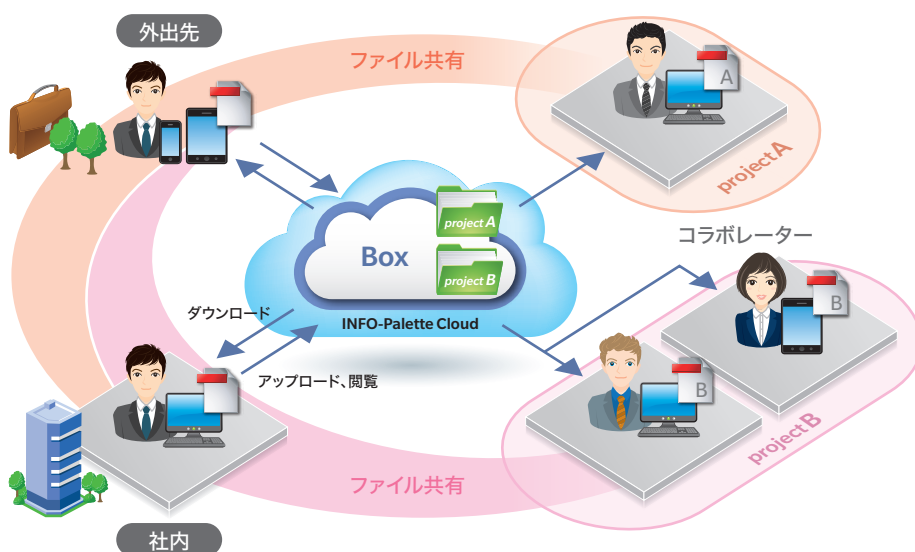 外出先
ファイル共有
A
project A
project A
コラボレーター
Box
project B
B
ダウンロード
INFO-Palette Cloud
アップロード、閲覧
B
project B
ファイル共有
社内